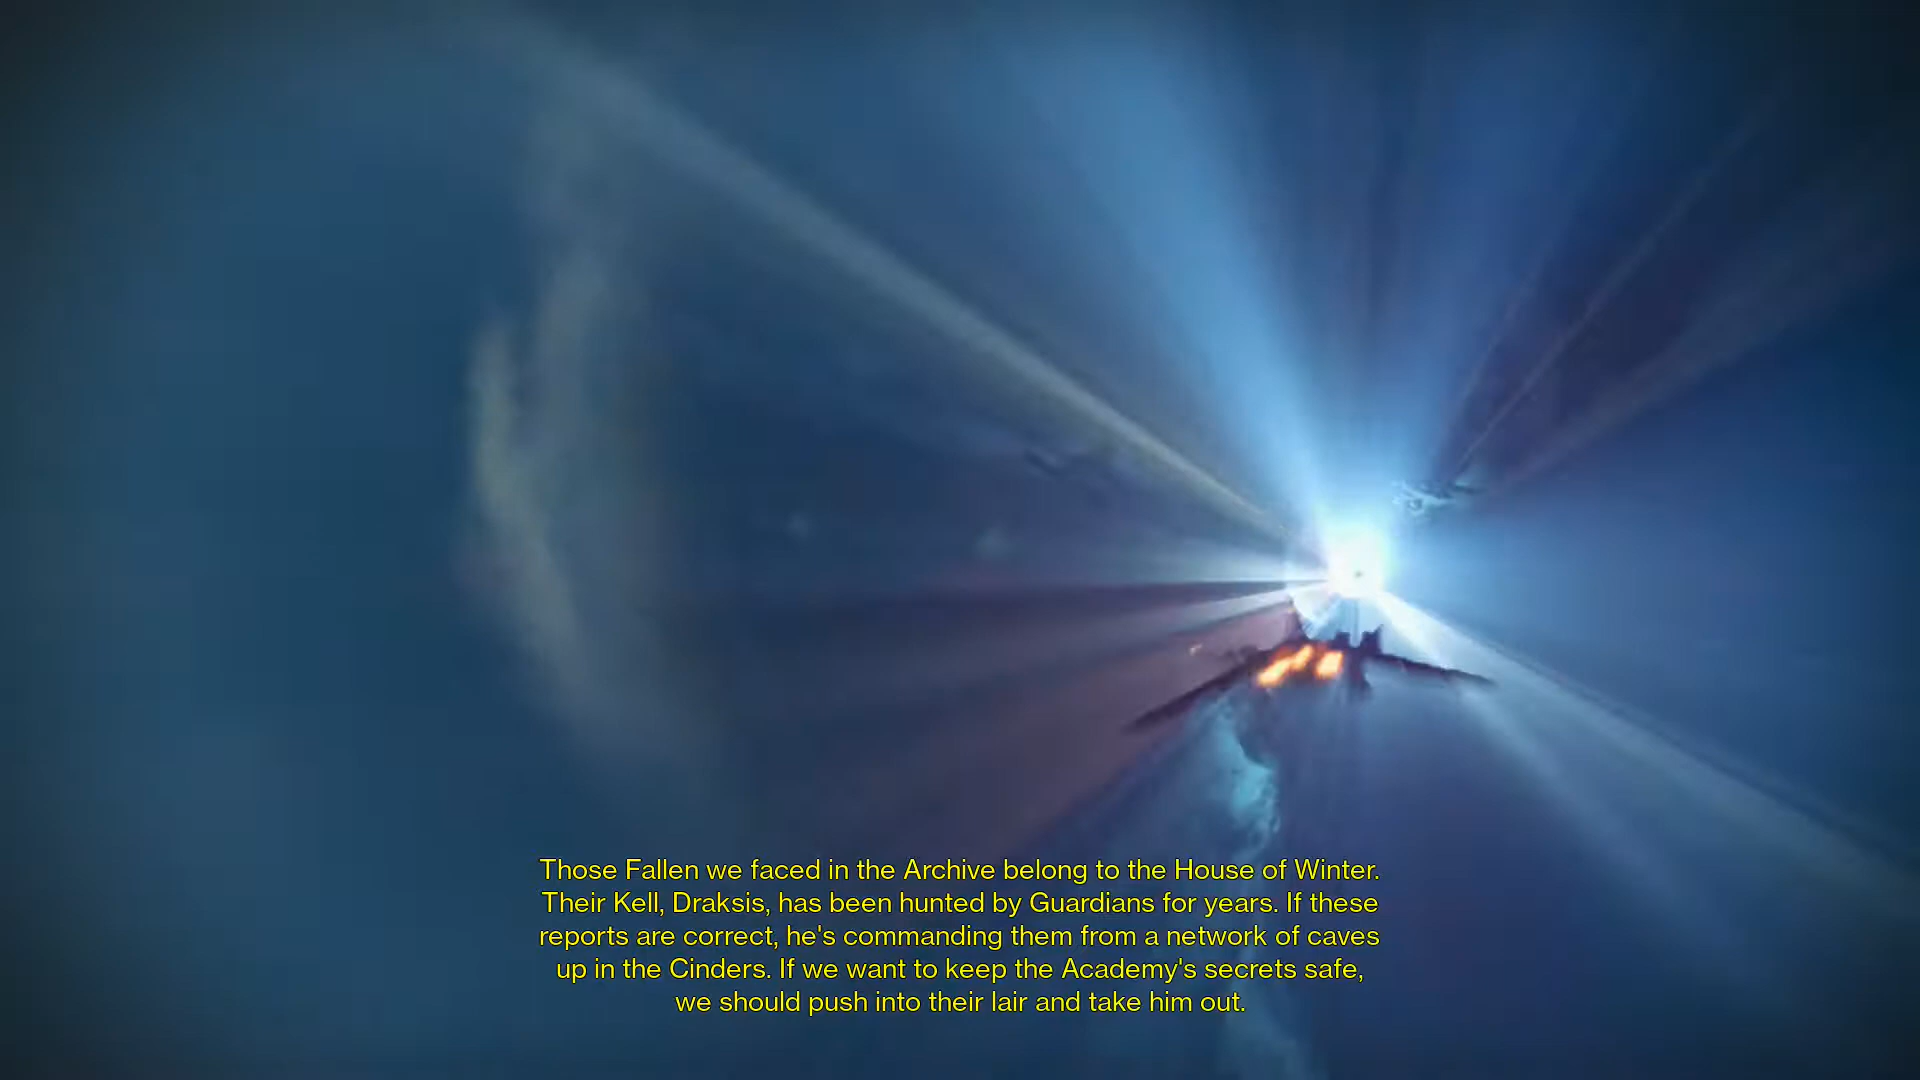 Those Fallen we faced in the Archive belong to the House of Winter.
Their Kell, Draksis, has been hunted by Guardians for years. If these
reports are correct, he's commanding them from a network of caves
up in the Cinders. If we want to keep the Academy's secrets safe,
we should push into their lair and take him out.